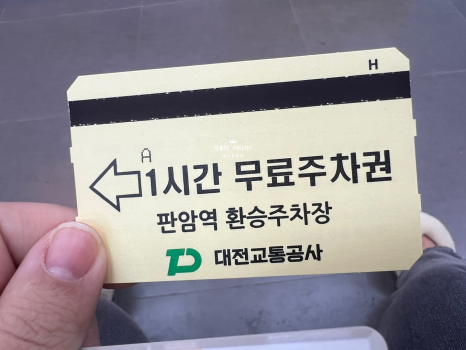 H
A
1시간 무료주차권
판암역 환승주차장
대전교통공사